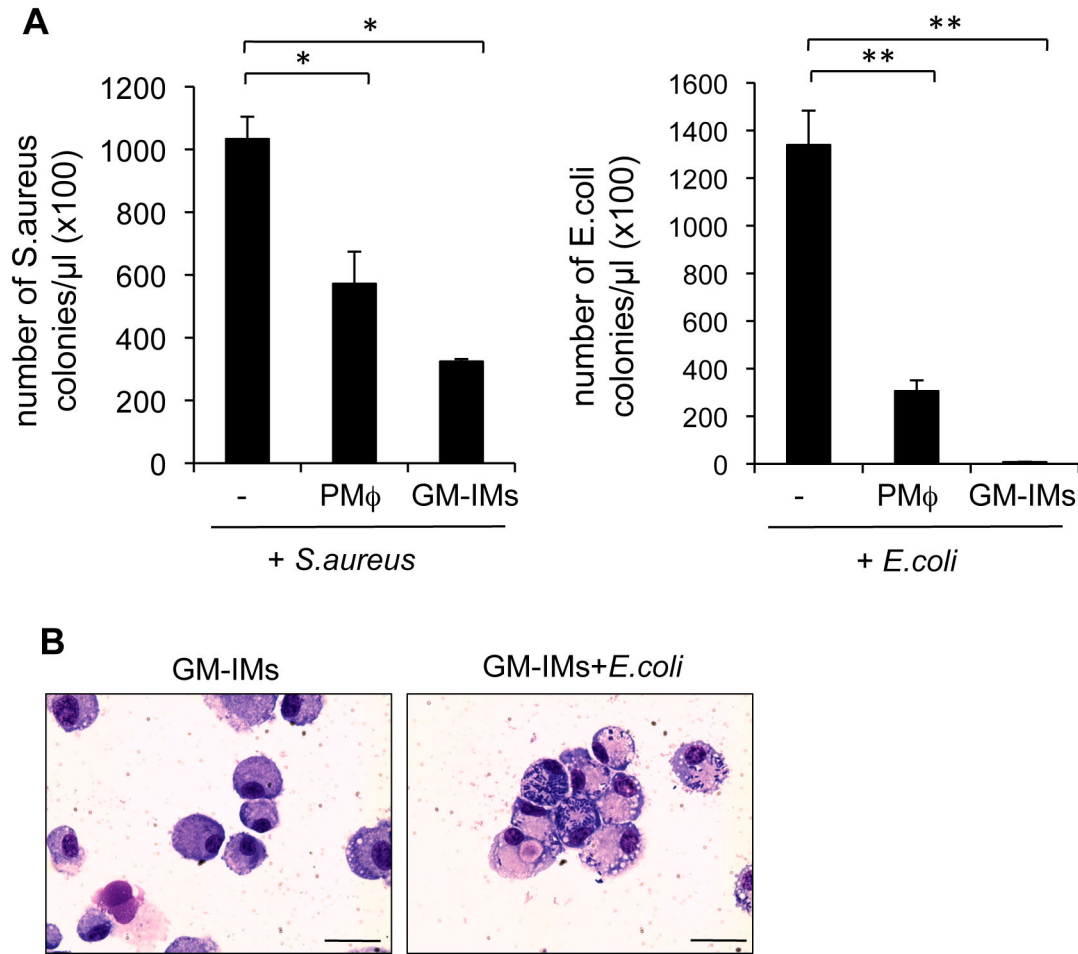 A
*
*
1200
1000
800
600
400
200
0
number of S.aureus
colonies/µl (x100)
- PMϕ GM-IMs
+ S.aureus
**
**
1600
1400
1200
1000
800
600
400
200
0
number of E.coli
colonies/µl (x100)
- PMϕ GM-IMs
+ E.coli
B
GM-IMs
GM-IMs+E.coli